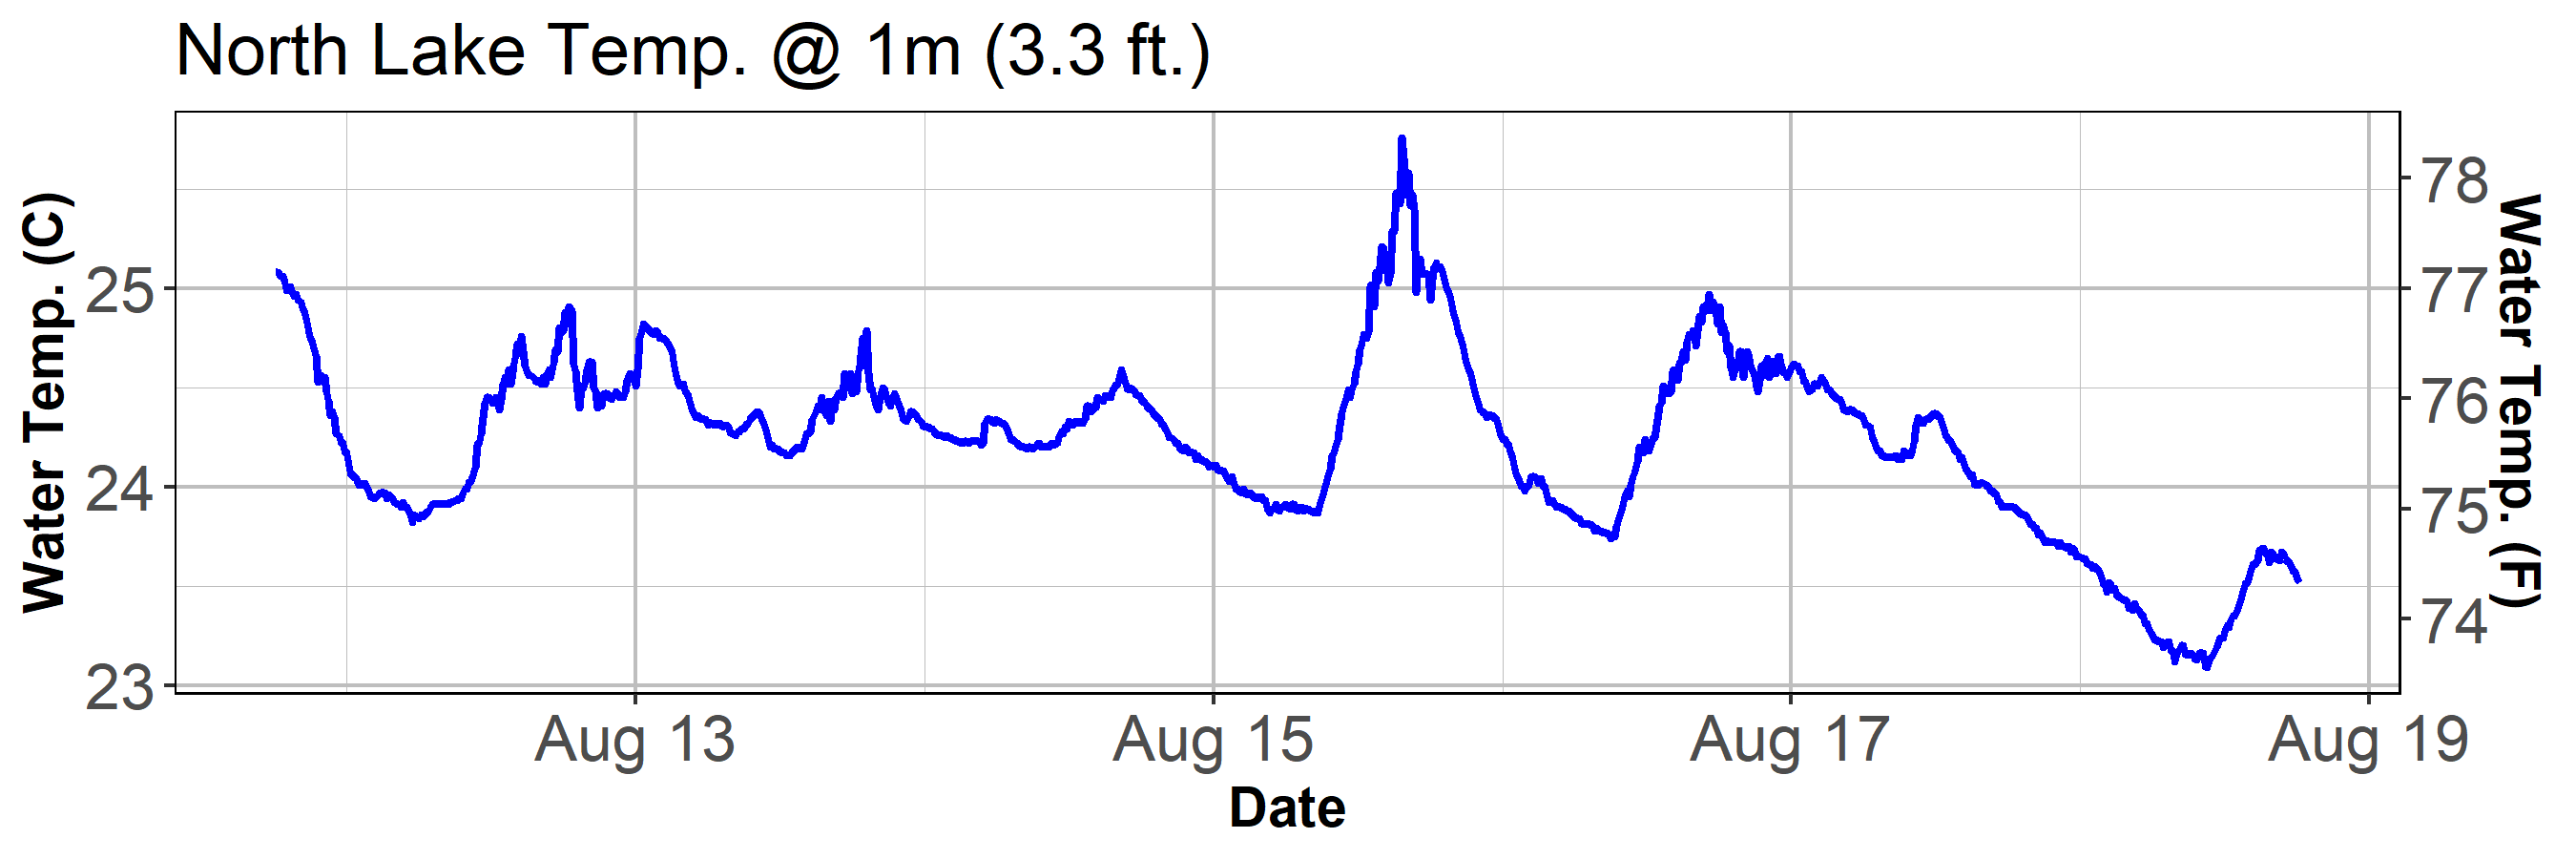 North Lake Temp. @ 1m (3.3 ft.)
Water Temp. (C)
25
24
23
78
77
76
75
74
Water Temp. (F)
Aug 13
Aug 15
Aug 17
Aug 19
Date